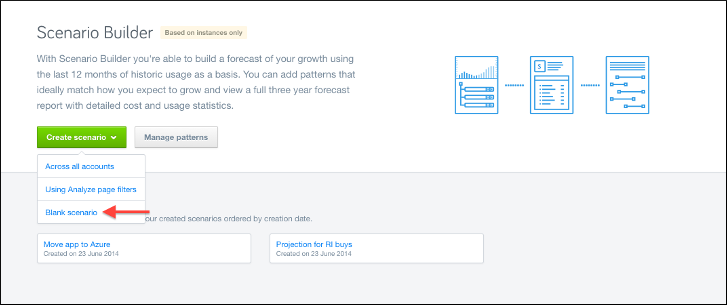 Scenario Builder Based on instances only
With Scenario Builder you're able to build a forecast of your growth using
the last 12 months of historic usage as a basis. You can add patterns that
ideally match how you expect to grow and view a full three year forecast
report with detailed cost and usage statistics.
$
Create scenario Manage patterns
Across all accounts
Using Analyze page filters
Blank scenario
our created scenarios ordered by creation date.
Move app to Azure
Created on 23 June 2014
Projection for RI buys
Created on 23 June 2014